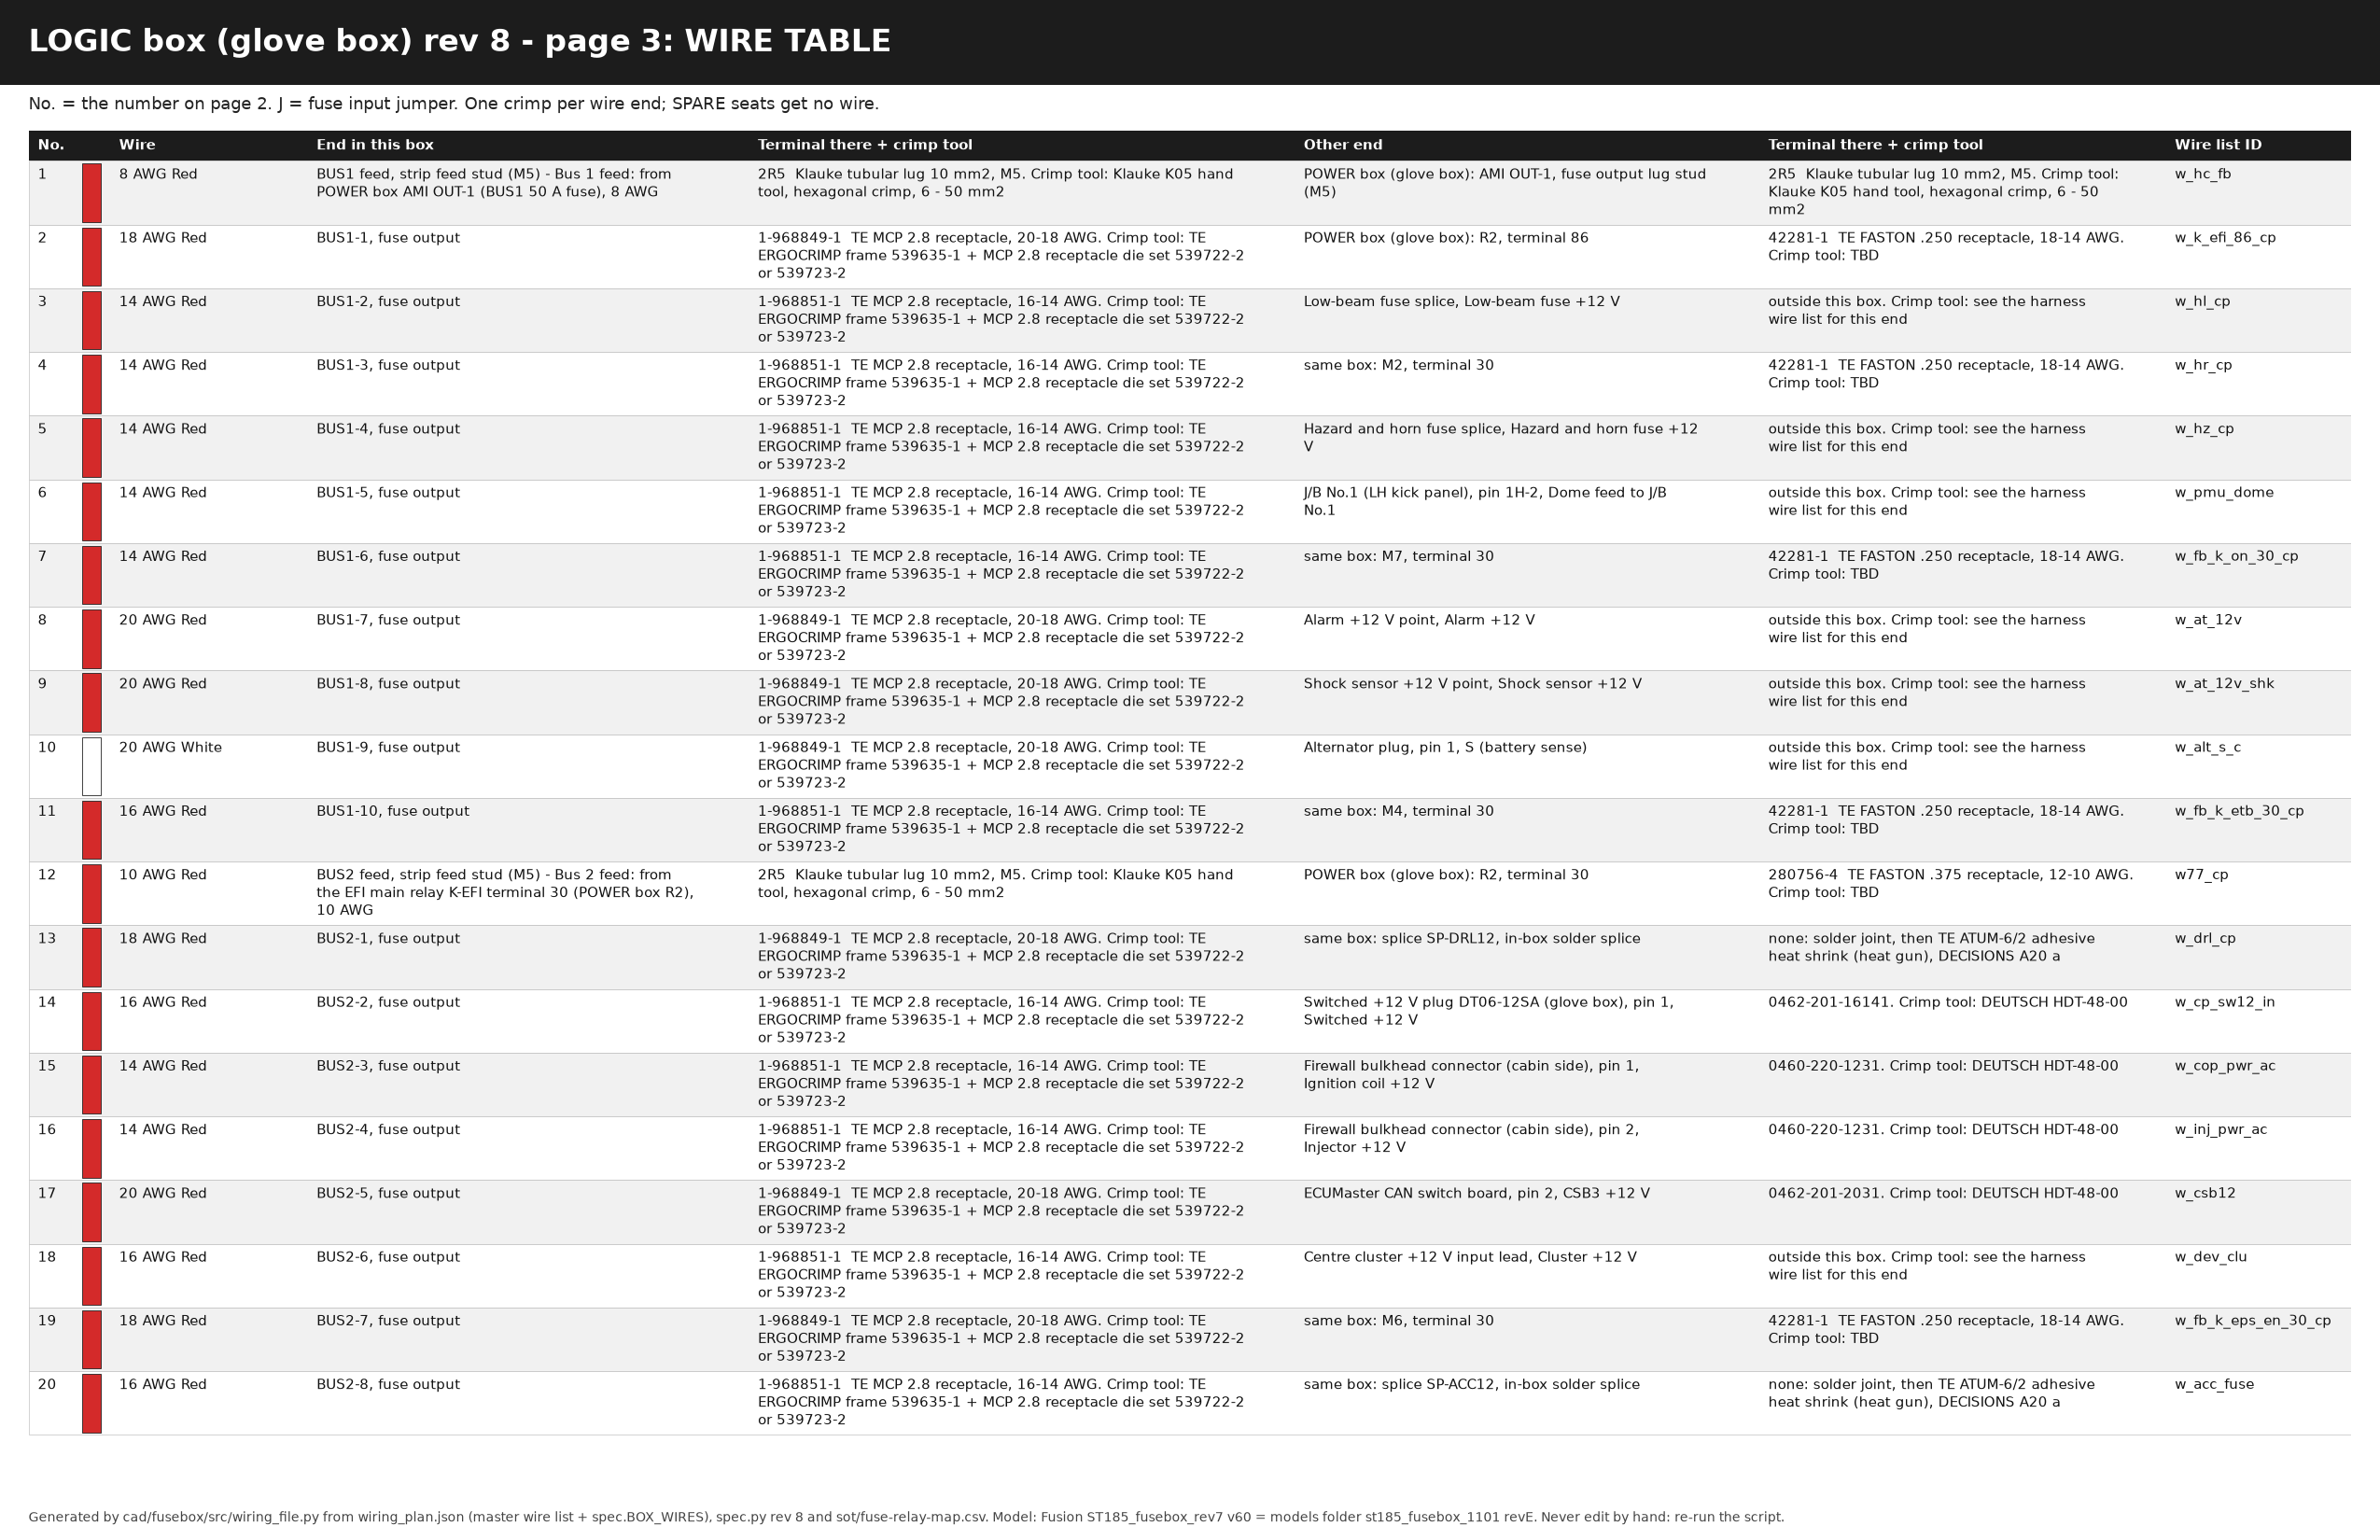 LOGIC box (glove box) rev 8 - page 3: WIRE TABLE
No. = the number on page 2. J = fuse input jumper. One crimp per wire end; SPARE seats get no wire.
No. Wire End in this box Terminal there + crimp tool Other end Terminal there + crimp tool Wire list ID
1 8 AWG Red BUS1 feed, strip feed stud (M5) - Bus 1 feed: from 2R5 Klauke tubular lug 10 mm2, M5. Crimp tool: Klauke K05 hand POWER box (glove box): AMI OUT-1, fuse output lug stud 2R5 Klauke tubular lug 10 mm2, M5. Crimp tool: w_hc_fb
POWER box AMI OUT-1 (BUS1 50 A fuse), 8 AWG tool, hexagonal crimp, 6 - 50 mm2 (M5) Klauke K05 hand tool, hexagonal crimp, 6 - 50
mm2
2 18 AWG Red BUS1-1, fuse output 1-968849-1 TE MCP 2.8 receptacle, 20-18 AWG. Crimp tool: TE POWER box (glove box): R2, terminal 86 42281-1 TE FASTON .250 receptacle, 18-14 AWG. w_k_efi_86_cp
ERGOCRIMP frame 539635-1 + MCP 2.8 receptacle die set 539722-2 Crimp tool: TBD
or 539723-2
3 14 AWG Red BUS1-2, fuse output 1-968851-1 TE MCP 2.8 receptacle, 16-14 AWG. Crimp tool: TE Low-beam fuse splice, Low-beam fuse +12 V outside this box. Crimp tool: see the harness w_hl_cp
ERGOCRIMP frame 539635-1 + MCP 2.8 receptacle die set 539722-2 wire list for this end
or 539723-2
4 14 AWG Red BUS1-3, fuse output 1-968851-1 TE MCP 2.8 receptacle, 16-14 AWG. Crimp tool: TE same box: M2, terminal 30 42281-1 TE FASTON .250 receptacle, 18-14 AWG. w_hr_cp
ERGOCRIMP frame 539635-1 + MCP 2.8 receptacle die set 539722-2 Crimp tool: TBD
or 539723-2
5 14 AWG Red BUS1-4, fuse output 1-968851-1 TE MCP 2.8 receptacle, 16-14 AWG. Crimp tool: TE Hazard and horn fuse splice, Hazard and horn fuse +12 outside this box. Crimp tool: see the harness w_hz_cp
ERGOCRIMP frame 539635-1 + MCP 2.8 receptacle die set 539722-2 V wire list for this end
or 539723-2
6 14 AWG Red BUS1-5, fuse output 1-968851-1 TE MCP 2.8 receptacle, 16-14 AWG. Crimp tool: TE J/B No.1 (LH kick panel), pin 1H-2, Dome feed to J/B outside this box. Crimp tool: see the harness w_pmu_dome
ERGOCRIMP frame 539635-1 + MCP 2.8 receptacle die set 539722-2 No.1 wire list for this end
or 539723-2
7 14 AWG Red BUS1-6, fuse output 1-968851-1 TE MCP 2.8 receptacle, 16-14 AWG. Crimp tool: TE same box: M7, terminal 30 42281-1 TE FASTON .250 receptacle, 18-14 AWG. w_fb_k_on_30_cp
ERGOCRIMP frame 539635-1 + MCP 2.8 receptacle die set 539722-2 Crimp tool: TBD
or 539723-2
8 20 AWG Red BUS1-7, fuse output 1-968849-1 TE MCP 2.8 receptacle, 20-18 AWG. Crimp tool: TE Alarm +12 V point, Alarm +12 V outside this box. Crimp tool: see the harness w_at_12v
ERGOCRIMP frame 539635-1 + MCP 2.8 receptacle die set 539722-2 wire list for this end
or 539723-2
9 20 AWG Red BUS1-8, fuse output 1-968849-1 TE MCP 2.8 receptacle, 20-18 AWG. Crimp tool: TE Shock sensor +12 V point, Shock sensor +12 V outside this box. Crimp tool: see the harness w_at_12v_shk
ERGOCRIMP frame 539635-1 + MCP 2.8 receptacle die set 539722-2 wire list for this end
or 539723-2
10 20 AWG White BUS1-9, fuse output 1-968849-1 TE MCP 2.8 receptacle, 20-18 AWG. Crimp tool: TE Alternator plug, pin 1, S (battery sense) outside this box. Crimp tool: see the harness w_alt_s_c
ERGOCRIMP frame 539635-1 + MCP 2.8 receptacle die set 539722-2 wire list for this end
or 539723-2
11 16 AWG Red BUS1-10, fuse output 1-968851-1 TE MCP 2.8 receptacle, 16-14 AWG. Crimp tool: TE same box: M4, terminal 30 42281-1 TE FASTON .250 receptacle, 18-14 AWG. w_fb_k_etb_30_cp
ERGOCRIMP frame 539635-1 + MCP 2.8 receptacle die set 539722-2 Crimp tool: TBD
or 539723-2
12 10 AWG Red BUS2 feed, strip feed stud (M5) - Bus 2 feed: from 2R5 Klauke tubular lug 10 mm2, M5. Crimp tool: Klauke K05 hand POWER box (glove box): R2, terminal 30 280756-4 TE FASTON .375 receptacle, 12-10 AWG. w77_cp
the EFI main relay K-EFI terminal 30 (POWER box R2), tool, hexagonal crimp, 6 - 50 mm2 Crimp tool: TBD
10 AWG
13 18 AWG Red BUS2-1, fuse output 1-968849-1 TE MCP 2.8 receptacle, 20-18 AWG. Crimp tool: TE same box: splice SP-DRL12, in-box solder splice none: solder joint, then TE ATUM-6/2 adhesive w_drl_cp
ERGOCRIMP frame 539635-1 + MCP 2.8 receptacle die set 539722-2 heat shrink (heat gun), DECISIONS A20 a
or 539723-2
14 16 AWG Red BUS2-2, fuse output 1-968851-1 TE MCP 2.8 receptacle, 16-14 AWG. Crimp tool: TE Switched +12 V plug DT06-12SA (glove box), pin 1, 0462-201-16141. Crimp tool: DEUTSCH HDT-48-00 w_cp_sw12_in
ERGOCRIMP frame 539635-1 + MCP 2.8 receptacle die set 539722-2 Switched +12 V
or 539723-2
15 14 AWG Red BUS2-3, fuse output 1-968851-1 TE MCP 2.8 receptacle, 16-14 AWG. Crimp tool: TE Firewall bulkhead connector (cabin side), pin 1, 0460-220-1231. Crimp tool: DEUTSCH HDT-48-00 w_cop_pwr_ac
ERGOCRIMP frame 539635-1 + MCP 2.8 receptacle die set 539722-2 Ignition coil +12 V
or 539723-2
16 14 AWG Red BUS2-4, fuse output 1-968851-1 TE MCP 2.8 receptacle, 16-14 AWG. Crimp tool: TE Firewall bulkhead connector (cabin side), pin 2, 0460-220-1231. Crimp tool: DEUTSCH HDT-48-00 w_inj_pwr_ac
ERGOCRIMP frame 539635-1 + MCP 2.8 receptacle die set 539722-2 Injector +12 V
or 539723-2
17 20 AWG Red BUS2-5, fuse output 1-968849-1 TE MCP 2.8 receptacle, 20-18 AWG. Crimp tool: TE ECUMaster CAN switch board, pin 2, CSB3 +12 V 0462-201-2031. Crimp tool: DEUTSCH HDT-48-00 w_csb12
ERGOCRIMP frame 539635-1 + MCP 2.8 receptacle die set 539722-2
or 539723-2
18 16 AWG Red BUS2-6, fuse output 1-968851-1 TE MCP 2.8 receptacle, 16-14 AWG. Crimp tool: TE Centre cluster +12 V input lead, Cluster +12 V outside this box. Crimp tool: see the harness w_dev_clu
ERGOCRIMP frame 539635-1 + MCP 2.8 receptacle die set 539722-2 wire list for this end
or 539723-2
19 18 AWG Red BUS2-7, fuse output 1-968849-1 TE MCP 2.8 receptacle, 20-18 AWG. Crimp tool: TE same box: M6, terminal 30 42281-1 TE FASTON .250 receptacle, 18-14 AWG. w_fb_k_eps_en_30_cp
ERGOCRIMP frame 539635-1 + MCP 2.8 receptacle die set 539722-2 Crimp tool: TBD
or 539723-2
20 16 AWG Red BUS2-8, fuse output 1-968851-1 TE MCP 2.8 receptacle, 16-14 AWG. Crimp tool: TE same box: splice SP-ACC12, in-box solder splice none: solder joint, then TE ATUM-6/2 adhesive w_acc_fuse
ERGOCRIMP frame 539635-1 + MCP 2.8 receptacle die set 539722-2 heat shrink (heat gun), DECISIONS A20 a
or 539723-2
Generated by cad/fusebox/src/wiring_file.py from wiring_plan.json (master wire list + spec.BOX_WIRES), spec.py rev 8 and sot/fuse-relay-map.csv. Model: Fusion ST185_fusebox_rev7 v60 = models folder st185_fusebox_1101 revE. Never edit by hand: re-run the script.